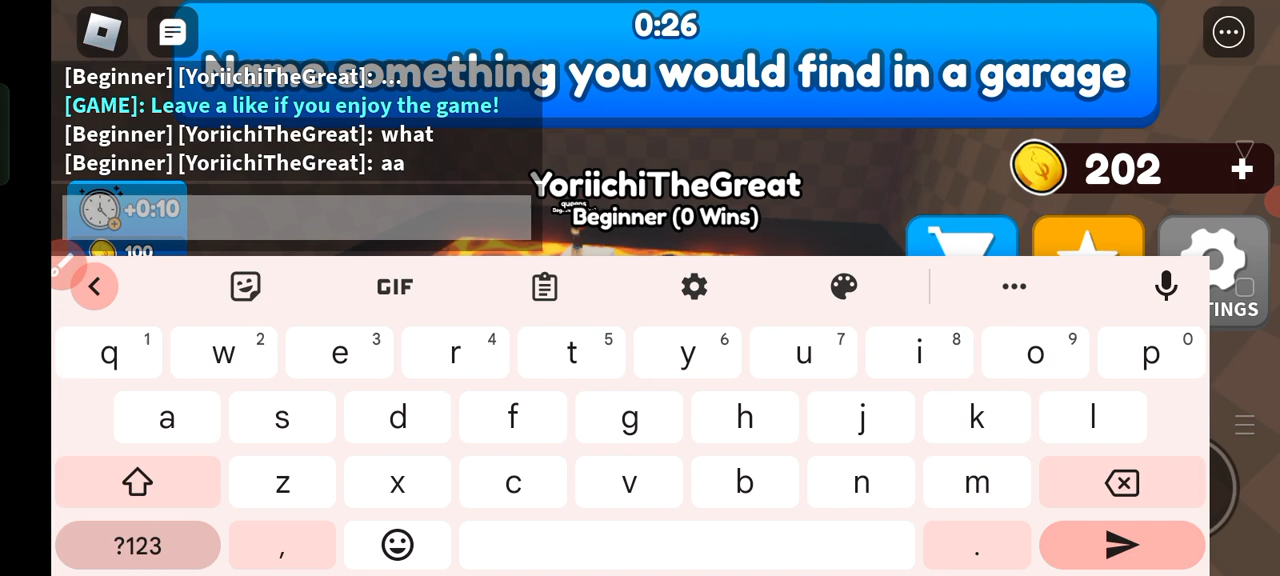 0:26
Name something you would find in a garage
[Beginner] [YoriichiTheGreat]: ...
[GAME]: Leave a like if you enjoy the game!
[Beginner] [YoriichiTheGreat]: what
[Beginner] [YoriichiTheGreat]: aa
202 +
YoriichiTheGreat
Beginner (0 Wins)
+0:10
100
TINGS
GIF
q 1 w 2 e 3 r 4 t 5 y 6 u 7 i 8 o 9 p 0
a s d f g h j k l
z x c v b n m
?123 , .